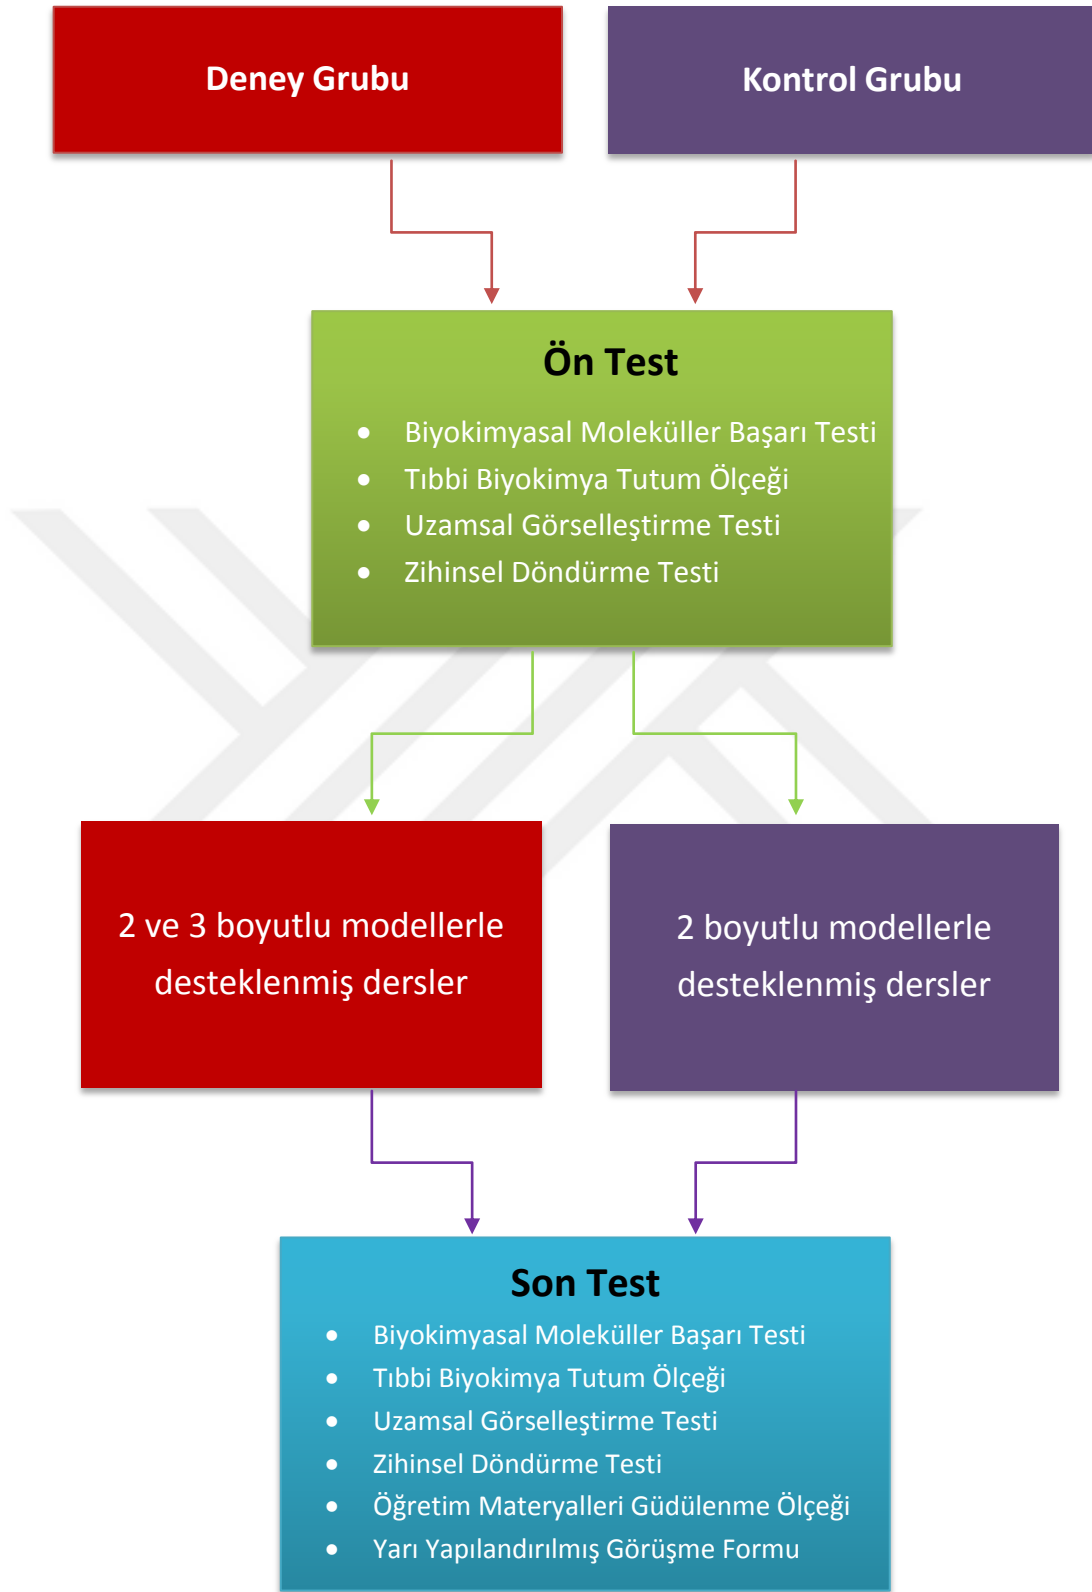 Deney Grubu
Kontrol Grubu
Ön Test
• Biyokimyasal Moleküller Başarı Testi
• Tıbbi Biyokimya Tutum Ölçeği
• Uzamsal Görselleştirme Testi
• Zihinsel Döndürme Testi
2 ve 3 boyutlu modellerle
desteklenmiş dersler
2 boyutlu modellerle
desteklenmiş dersler
Son Test
• Biyokimyasal Moleküller Başarı Testi
• Tıbbi Biyokimya Tutum Ölçeği
• Uzamsal Görselleştirme Testi
• Zihinsel Döndürme Testi
• Öğretim Materyalleri Güdülenme Ölçeği
• Yarı Yapılandırılmış Görüşme Formu